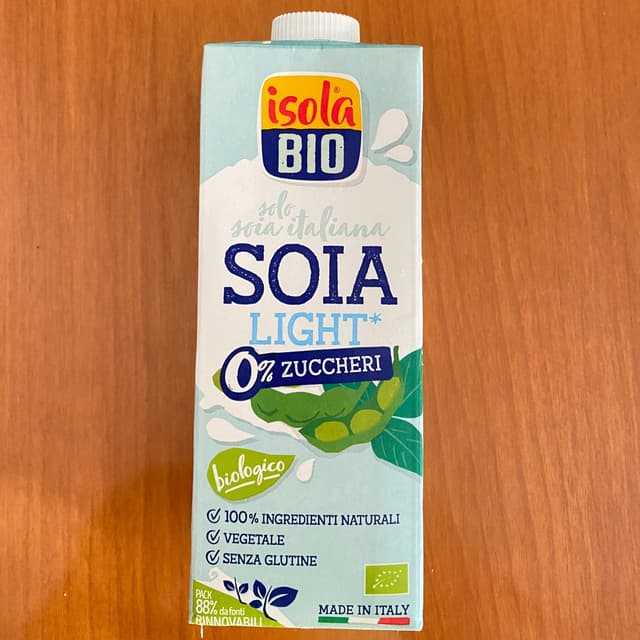 isola
BIO
solo
soia italiana
SOIA
LIGHT*
0% ZUCCHERI
biologico
100% INGREDIENTI NATURALI
VEGETALE
SENZA GLUTINE
PACK
88% da fonti
RINNOVABILI
MADE IN ITALY